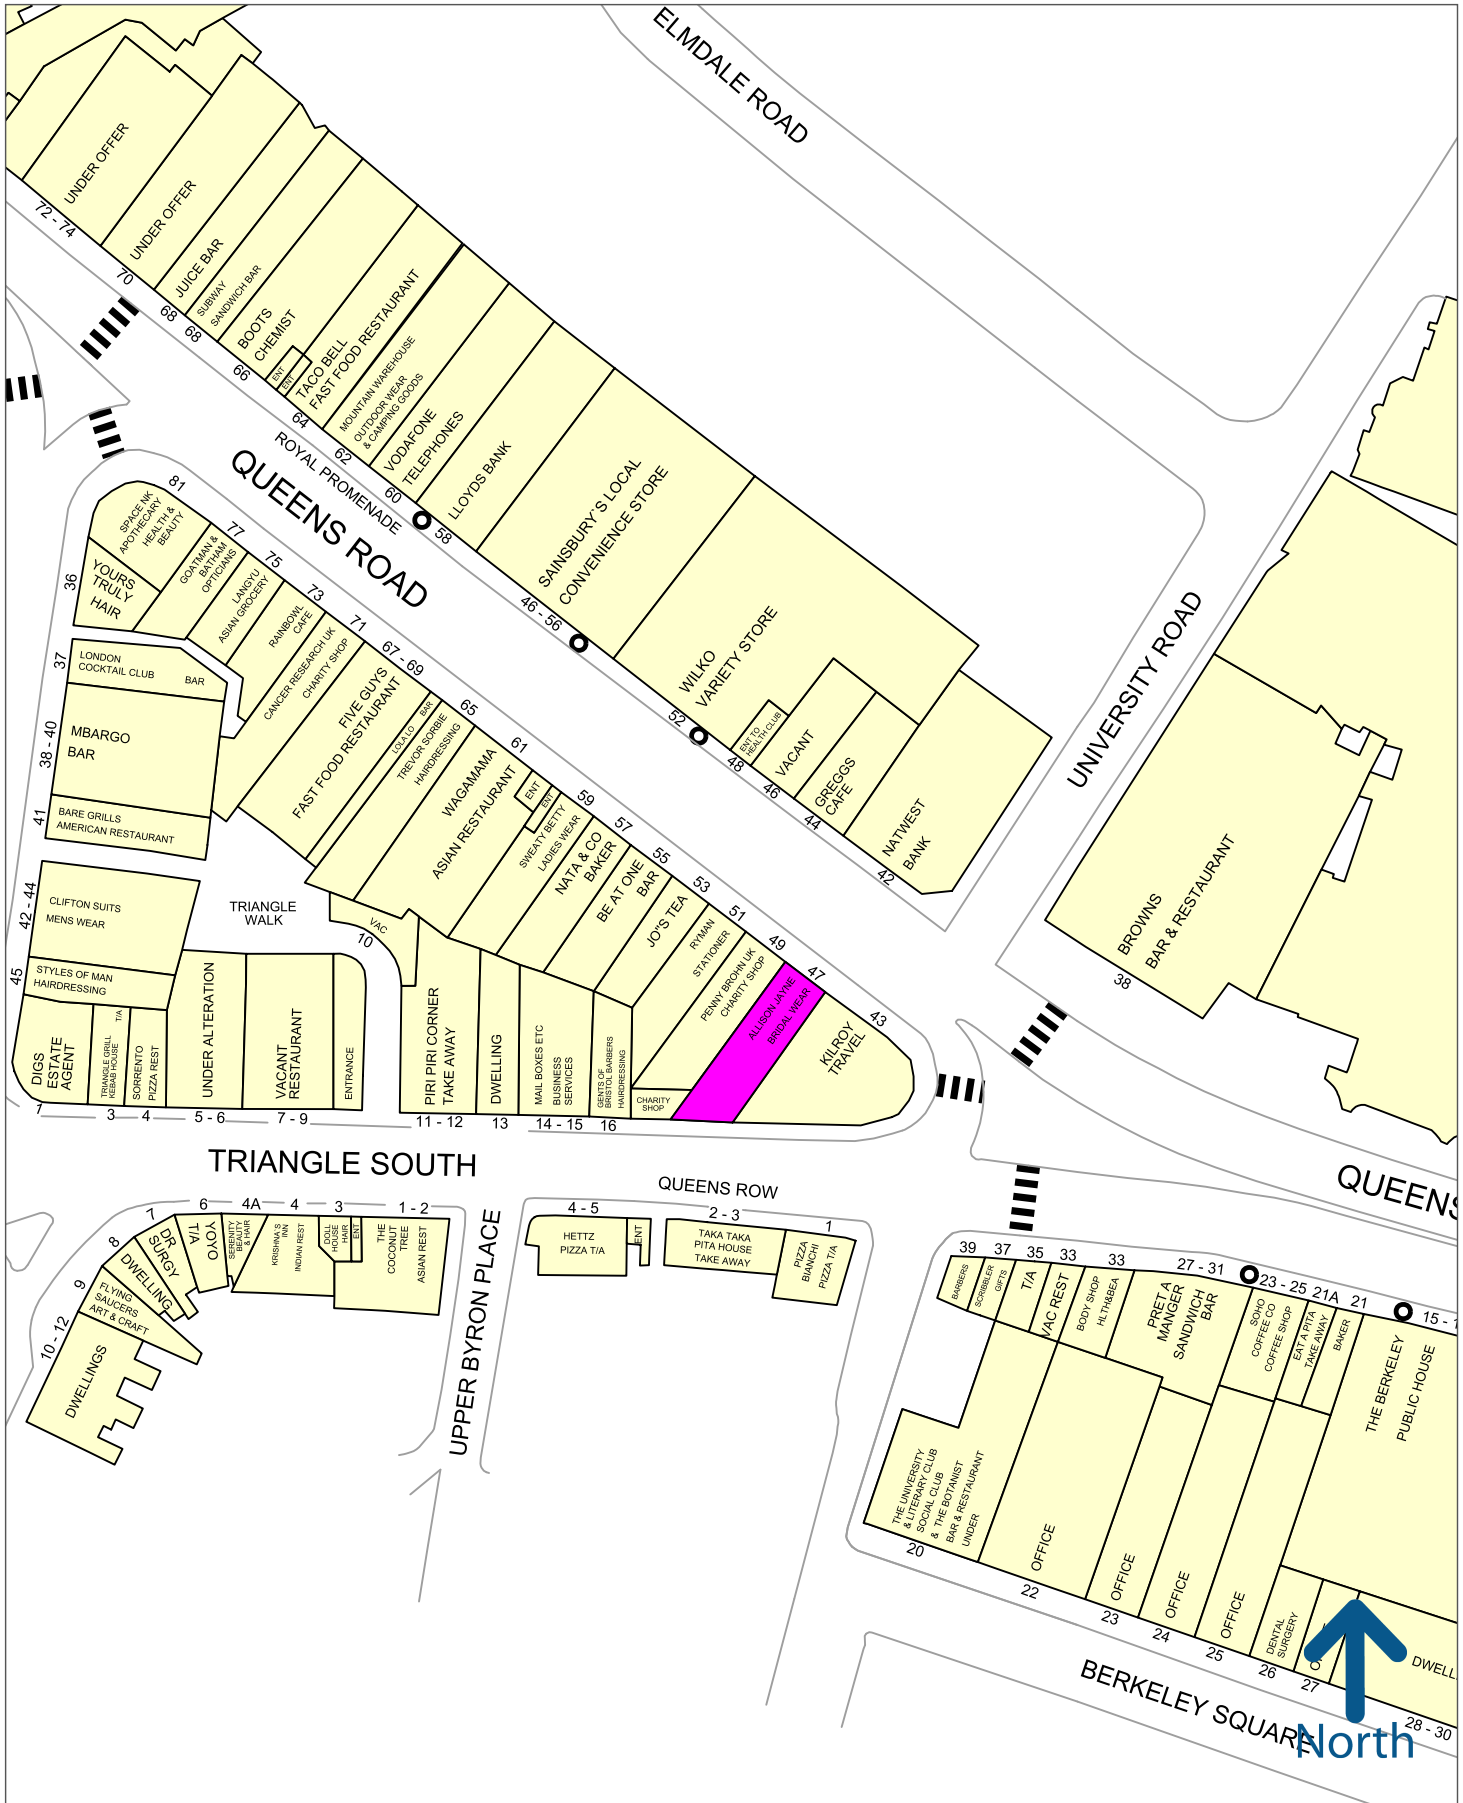 ELMDALE ROAD
UNDER OFFER
72 - 74
UNDER OFFER
70
JUICE BAR
68
SUBWAY
SANDWICH BAR
68
BOOTS
CHEMIST
66
ENT
ENT
TACO BELL
FAST FOOD RESTAURANT
64
MOUNTAIN WAREHOUSE
OUTDOOR WEAR
& CAMPING GOODS
62
VODAFONE
TELEPHONES
60
LLOYDS BANK
58
SAINSBURY'S LOCAL
CONVENIENCE STORE
46 - 56
WILKO
VARIETY STORE
52
ENT TO
HEALTH CLUB
48
VACANT
46
GREGGS
CAFE
44
NATWEST
BANK
42
ROYAL PROMENADE
QUEENS ROAD
UNIVERSITY ROAD
BROWNS
BAR & RESTAURANT
38
81
SPACE NK
APOTHECARY
HEALTH &
BEAUTY
36
YOURS
TRULY
HAIR
77
GOATMAN &
BATHAM
OPTICIANS
75
LANGYU
ASIAN GROCERY
73
RAINBOWL
CAFE
71
CANCER RESEARCH UK
CHARITY SHOP
67 - 69
FIVE GUYS
FAST FOOD RESTAURANT
LOLA LO
BAR
65
TREVOR SORBIE
HAIRDRESSING
61
WAGAMAMA
ASIAN RESTAURANT
ENT
ENT
59
SWEATY BETTY
LADIES WEAR
57
NATA & CO
BAKER
55
BE AT ONE
BAR
53
JO"S TEA
51
RYMAN
STATIONER
49
PENNY BROHN UK
CHARITY SHOP
47
ALLISON JAYNE
BRIDAL WEAR
43
KILROY
TRAVEL
37
LONDON
COCKTAIL CLUB
BAR
38 - 40
MBARGO
BAR
41
BARE GRILLS
AMERICAN RESTAURANT
42 - 44
CLIFTON SUITS
MENS WEAR
45
STYLES OF MAN
HAIRDRESSING
TRIANGLE
WALK
VAC
10
DIGS
ESTATE
AGENT
1
TRIANGLE GRILL
KEBAB HOUSE
T/A
3
SORRENTO
PIZZA REST
4
UNDER ALTERATION
5 - 6
VACANT
RESTAURANT
7 - 9
ENTRANCE
PIRI PIRI CORNER
TAKE AWAY
11 - 12
DWELLING
13
MAIL BOXES ETC
BUSINESS
SERVICES
14 - 15
GENTS OF
BRISTOL BARBERS
HAIRDRESSING
16
CHARITY
SHOP
TRIANGLE SOUTH
QUEENS ROW
QUEENS
7
DR
SURGY
6
YOYO
T/A
4A
SERENITY
BEAUTY
& HAIR
4
KRISHNA'S
INN
INDIAN REST
3
DOLL
HOUSE
HAIR
ENT
1 - 2
THE
COCONUT
TREE
ASIAN REST
8
DWELLING
9
FLYING
SAUCERS
ART & CRAFT
10 - 12
DWELLINGS
UPPER BYRON PLACE
4 - 5
HETTZ
PIZZA T/A
ENT
2 - 3
TAKA TAKA
PITA HOUSE
TAKE AWAY
1
PIZZA
BIANCHI
PIZZA T/A
39
BARBERS
37
SCRIBBLER
GIFTS
35
T/A
33
VAC REST
33
BODY SHOP
HLTH&BEA
27 - 31
PRET A
MANGER
SANDWICH
BAR
23 - 25
SOHO
COFFEE CO
COFFEE SHOP
21A
EAT A PITA
TAKE AWAY
21
BAKER
15 - 1
THE BERKELEY
PUBLIC HOUSE
THE UNIVERSITY
& LITERARY CLUB
SOCIAL CLUB
& THE BOTANIST
BAR & RESTAURANT
UNDER
20
OFFICE
22
OFFICE
23
OFFICE
24
OFFICE
25
DENTAL
SURGERY
26
27
DWELL
28 - 30
BERKELEY SQUARE
North